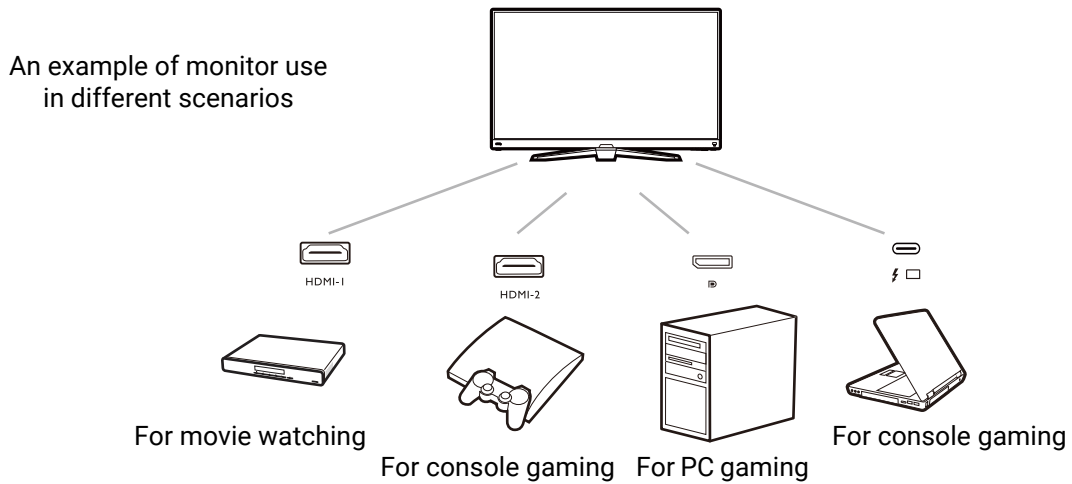 An example of monitor use
in different scenarios
HDMI-1
HDMI-2
For movie watching
For console gaming
For PC gaming
For console gaming